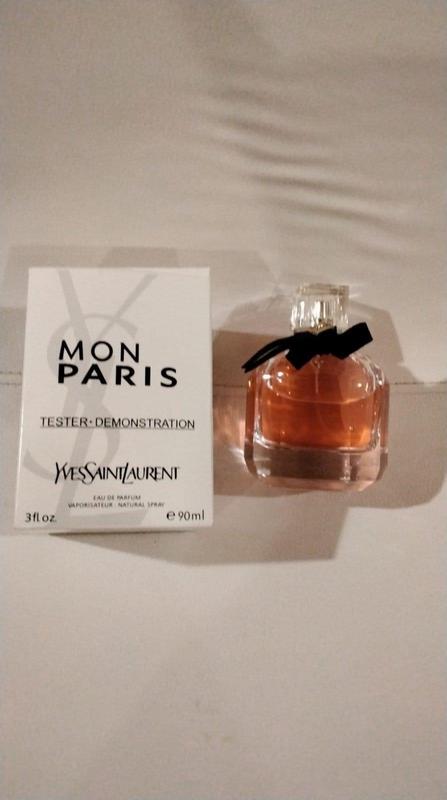 MON
PARIS
TESTER-DEMONSTRATION
YVESSAINTLAURENT
EAU DE PARFUM
VAPORISATEUR - NATURAL SPRAY
3fl oz. e 90ml